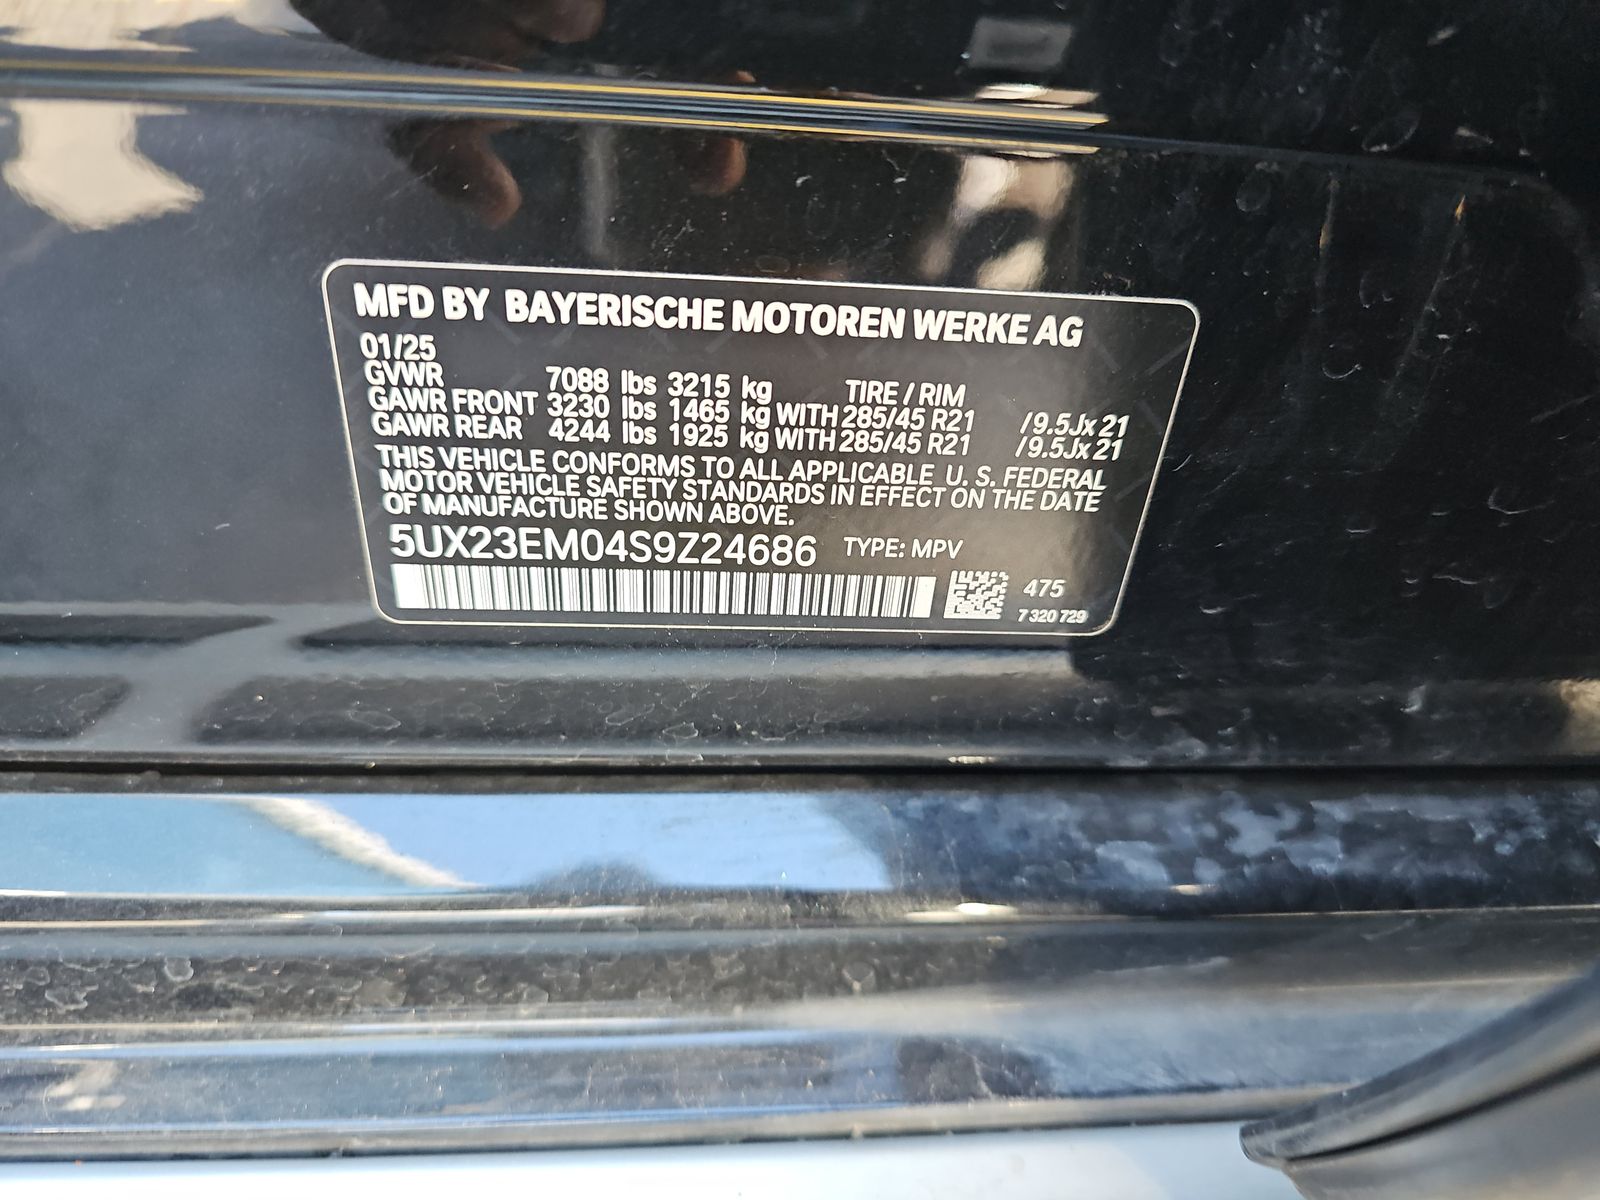 MFD BY BAYERISCHE MOTOREN WERKE AG
01/25
GVWR 7088 lbs 3215 kg TIRE / RIM
GAWR FRONT 3230 lbs 1465 kg WITH 285/45 R21 /9.5Jx21
GAWR REAR 4244 lbs 1925 kg WITH 285/45 R21 /9.5Jx21
THIS VEHICLE CONFORMS TO ALL APPLICABLE U. S. FEDERAL
MOTOR VEHICLE SAFETY STANDARDS IN EFFECT ON THE DATE
OF MANUFACTURE SHOWN ABOVE.
5UX23EM04S9Z24686 TYPE: MPV
475
7 320 729